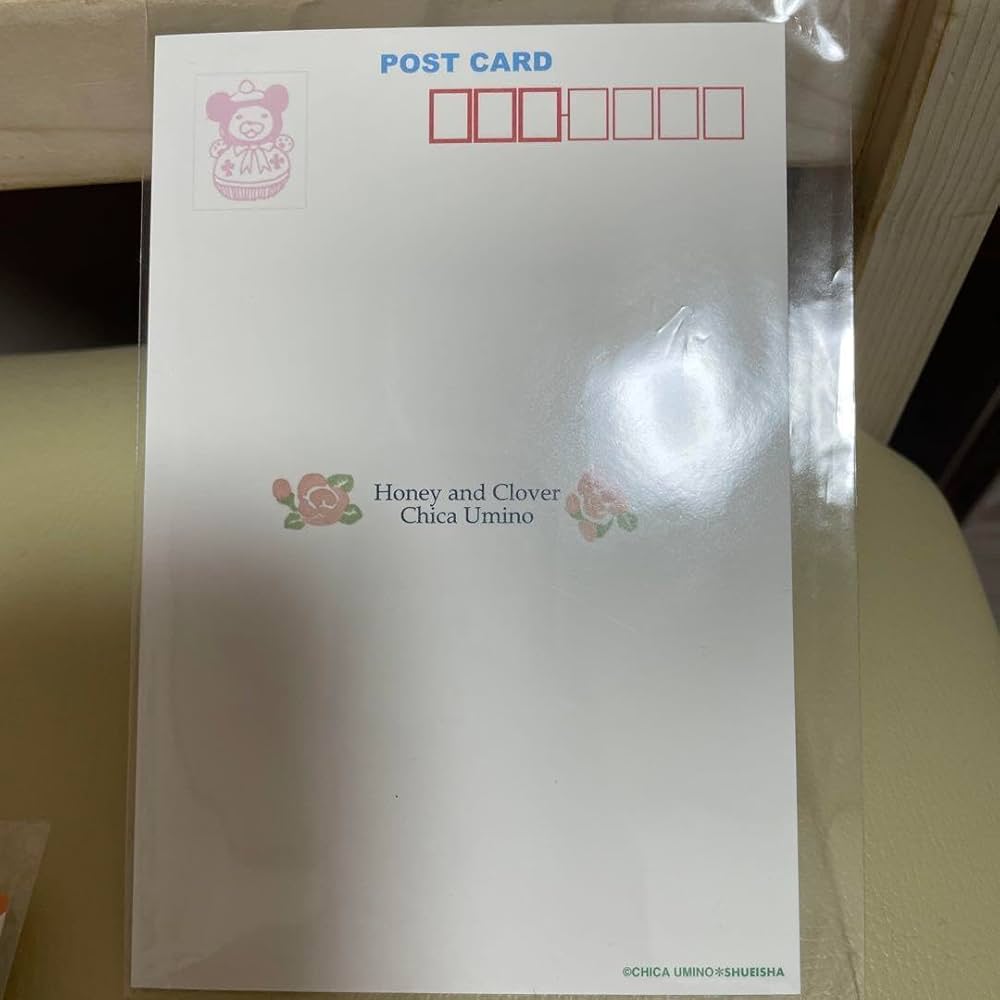 POST CARD
Honey and Clover
Chica Umino
©CHICA UMINO✻SHUEISHA